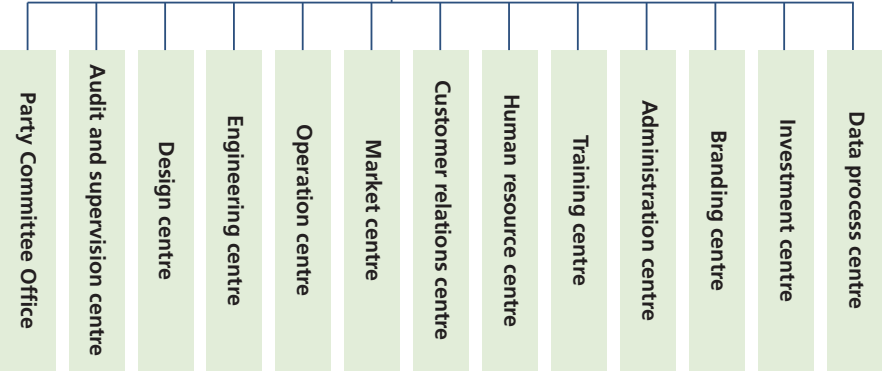 Party Committee Office
Audit and supervision centre
Design centre
Engineering centre
Operation centre
Market centre
Customer relations centre
Human resource centre
Training centre
Administration centre
Branding centre
Investment centre
Data process centre